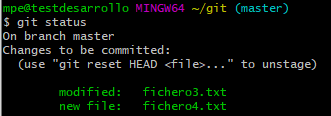 mpe@testdesarrollo MINGW64 ~/git (master)
$ git status
On branch master
Changes to be committed:
  (use "git reset HEAD <file>..." to unstage)

        modified:   fichero3.txt
        new file:   fichero4.txt